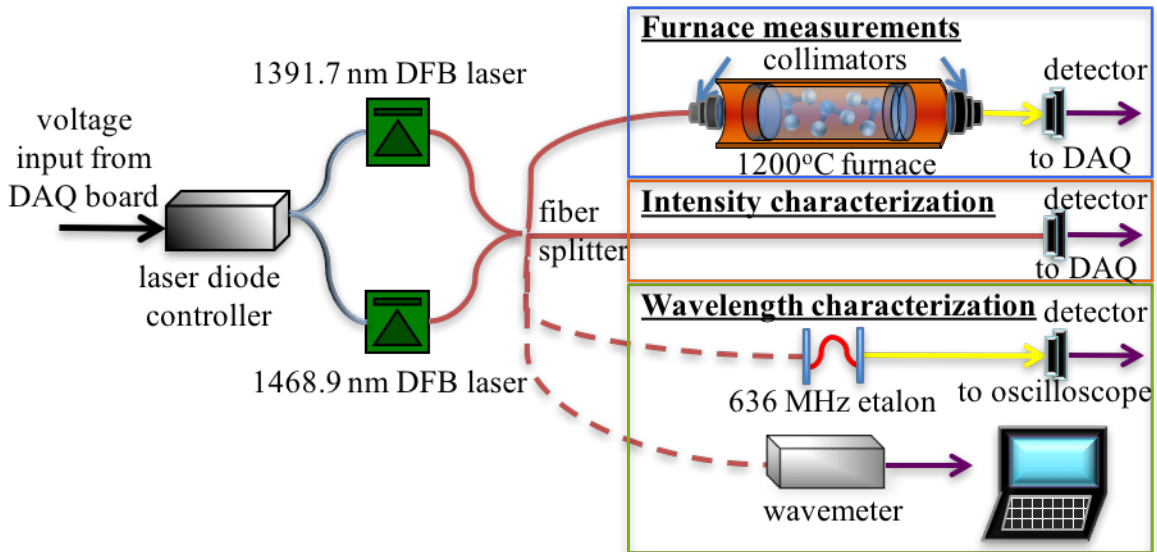 voltage
input from
DAQ board
laser diode
controller
1391.7 nm DFB laser
1468.9 nm DFB laser
fiber
splitter
Furnace measurements
collimators
detector
1200°C furnace
to DAQ
Intensity characterization
detector
to DAQ
Wavelength characterization
detector
636 MHz etalon
to oscilloscope
wavemeter